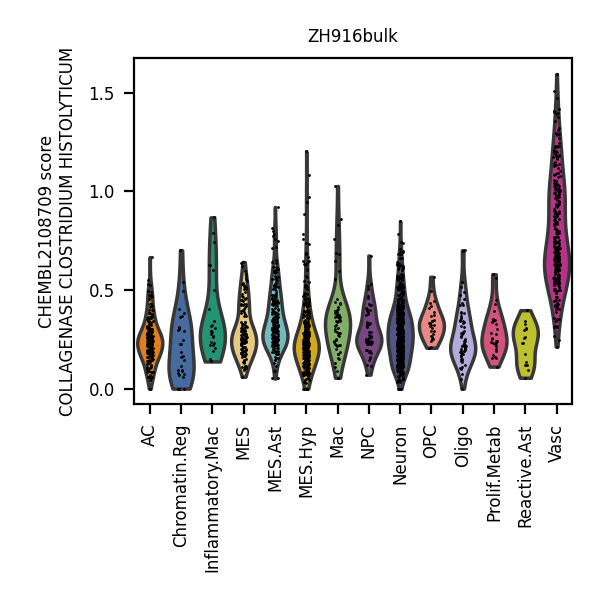 ZH916bulk
CHEMBL2108709 score
COLLAGENASE CLOSTRIDIUM HISTOLYTICUM
1.5
1.0
0.5
0.0
AC
Chromatin.Reg
Inflammatory.Mac
MES
MES.Ast
MES.Hyp
Mac
NPC
Neuron
OPC
Oligo
Prolif.Metab
Reactive.Ast
Vasc